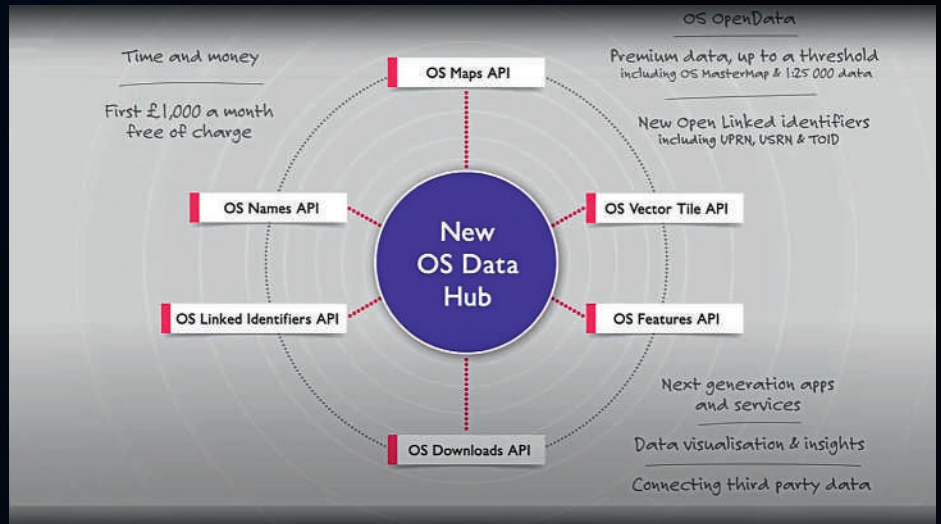 OS OpenData
Time and money
Premium data, up to a threshold
including OS MasterMap & 1:25 000 data
First £1,000 a month
free of charge
OS Maps API
New Open Linked identifiers
including UPRN, USRN & TOID
OS Names API
OS Vector Tile API
New
OS Data
Hub
OS Linked Identifiers API
OS Features API
Next generation apps
and services
OS Downloads API
Data visualisation & insights
Connecting third party data